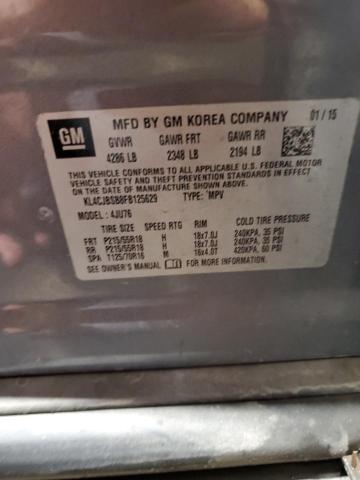 GM
MFD BY GM KOREA COMPANY 01/15
GVWR GAWR FRT GAWR RR
4286 LB 2348 LB 2194 LB
THIS VEHICLE CONFORMS TO ALL APPLICABLE U.S. FEDERAL MOTOR
VEHICLE SAFETY, BUMPER, AND THEFT PREVENTION STANDARDS IN
EFFECT ON THE DATE OF MANUFACTURE SHOWN ABOVE.
KL4CJBSB8FB125629 TYPE: MPV
MODEL: 4JU76
TIRE SIZE SPEED RTG RIM COLD TIRE PRESSURE
FRT P215/55R18 H 18x7.0J 240KPA, 35 PSI
RR P215/55R18 H 18x7.0J 240KPA, 35 PSI
SPA T125/70R16 M 16x4.0T 420KPA, 60 PSI
SEE OWNER'S MANUAL FOR MORE INFORMATION.